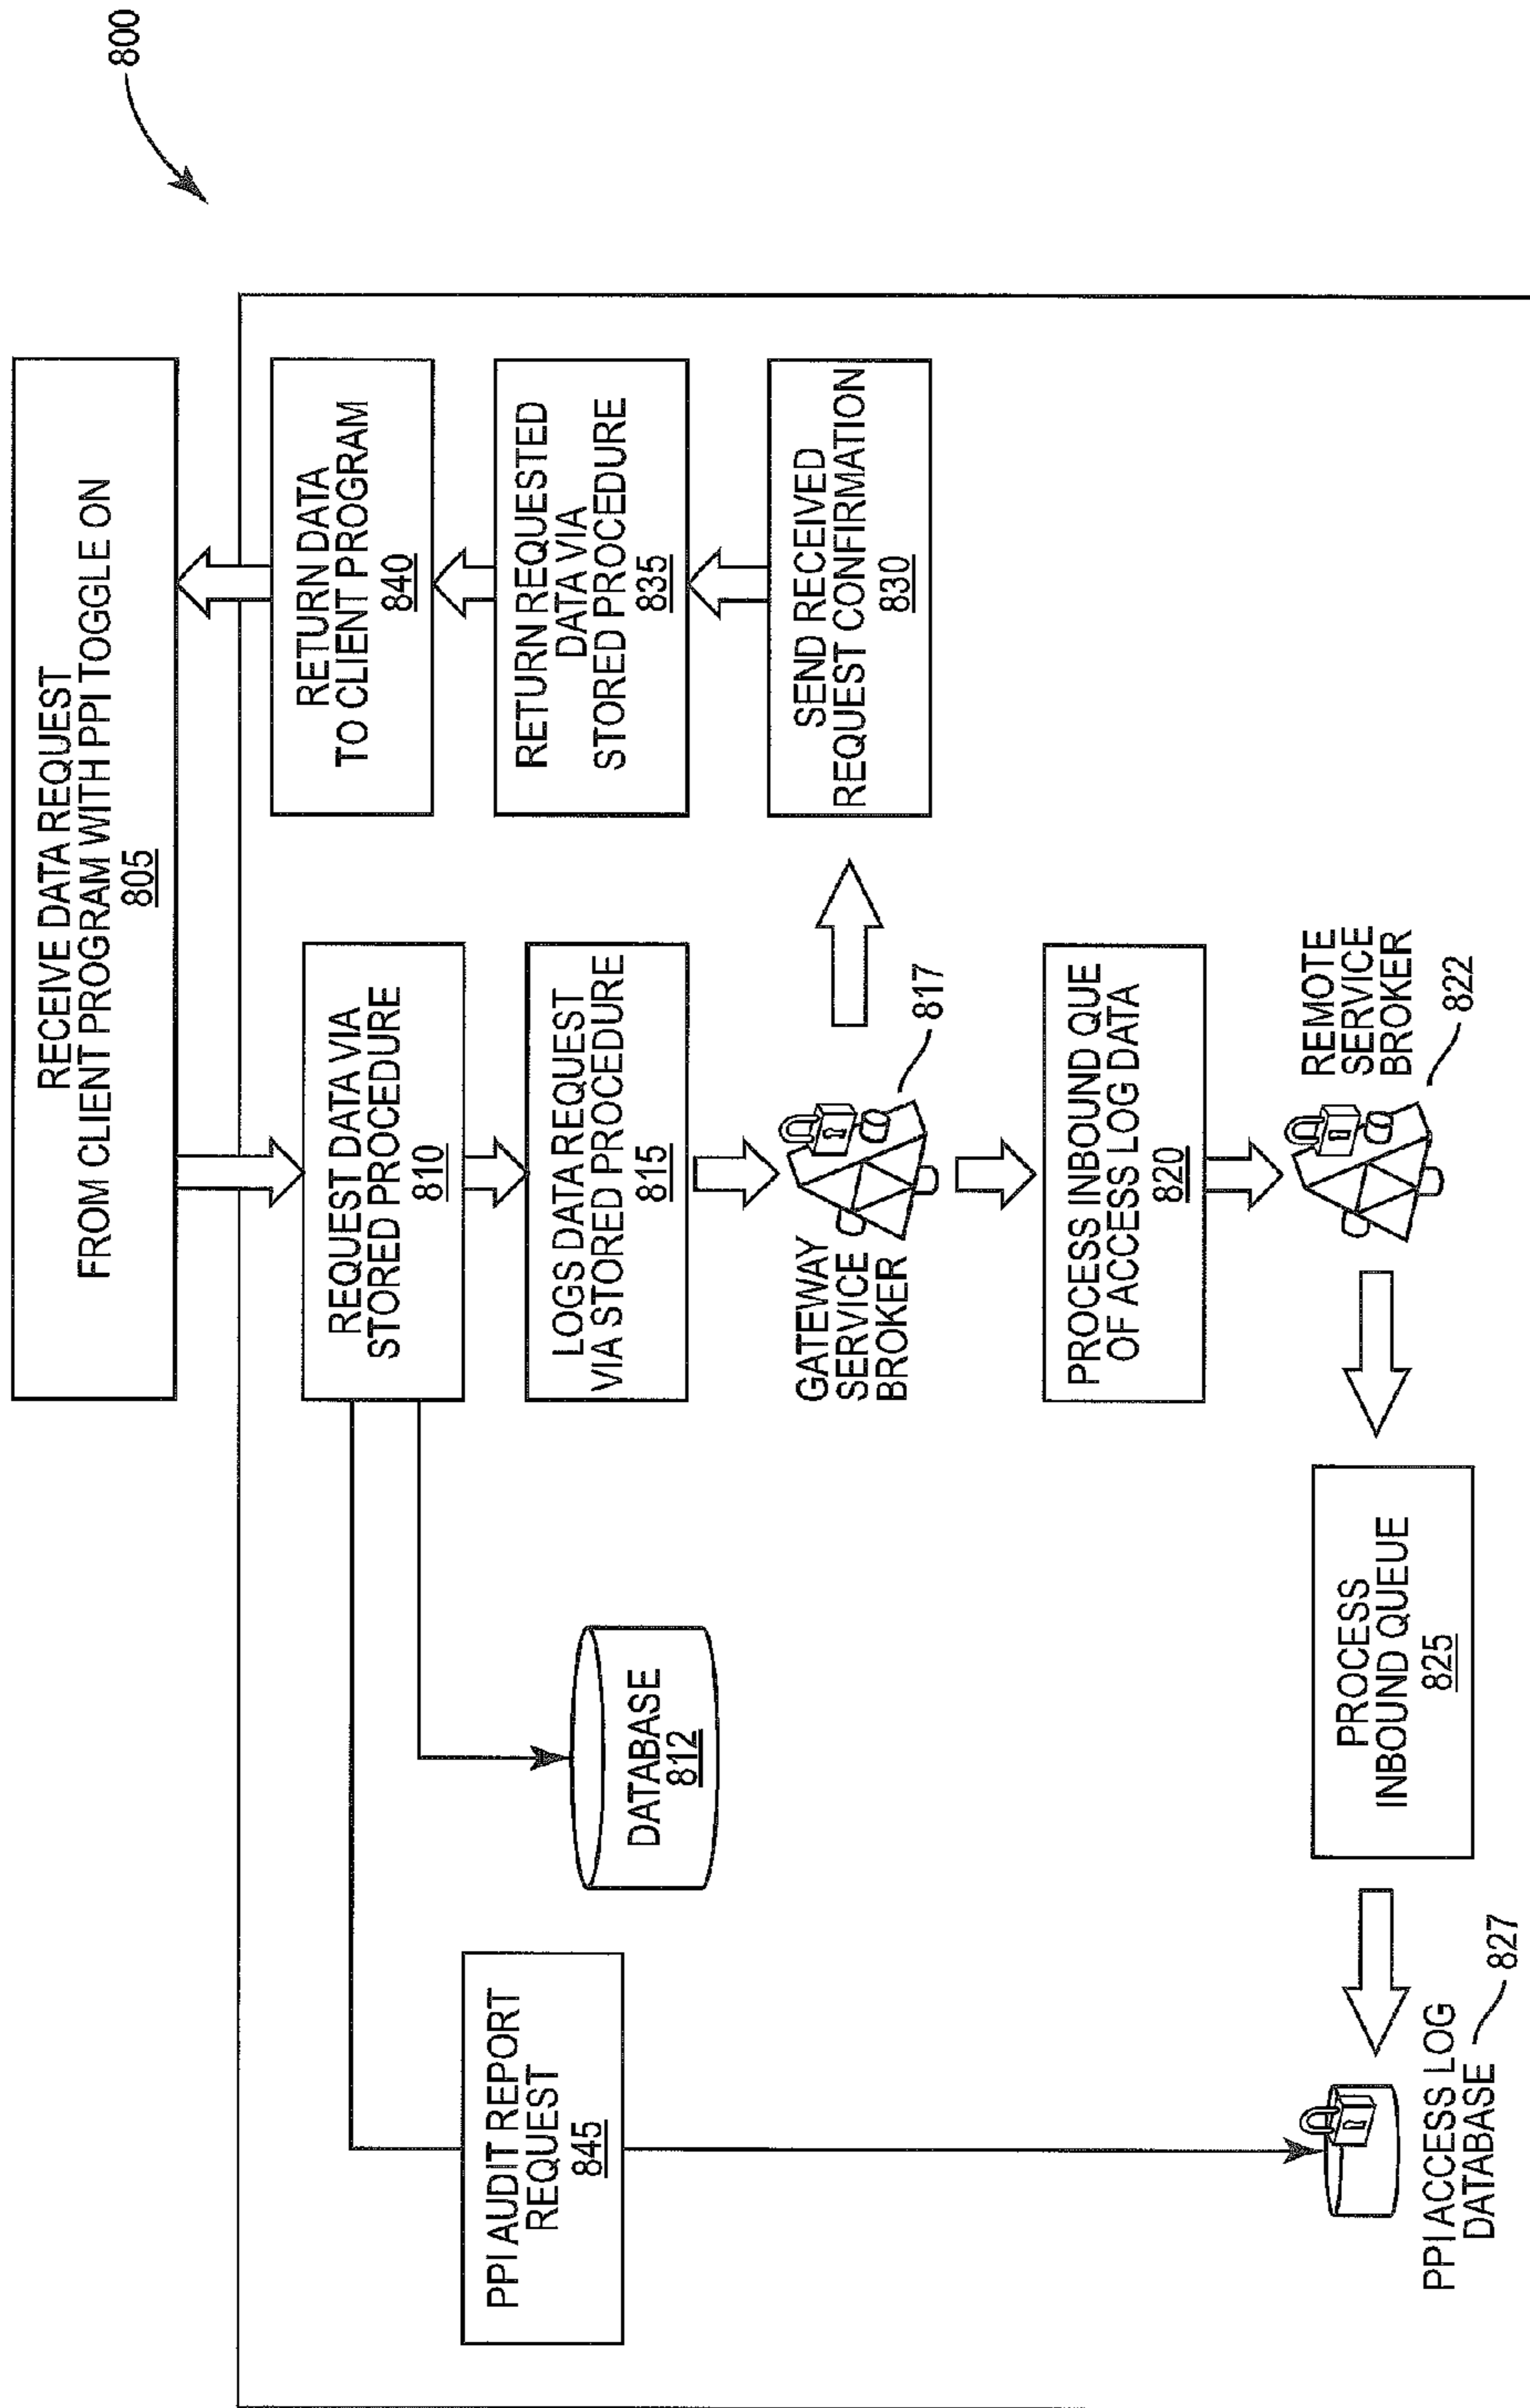 800
RECEIVE DATA REQUEST
FROM CLIENT PROGRAM WITH PPI TOGGLE ON
805
REQUEST DATA VIA
STORED PROCEDURE
810
LOGS DATA REQUEST
VIA STORED PROCEDURE
815
GATEWAY
SERVICE
BROKER
817
PROCESS INBOUND QUE
OF ACCESS LOG DATA
820
REMOTE
SERVICE
BROKER
822
RETURN DATA
TO CLIENT PROGRAM
840
RETURN REQUESTED
DATA VIA
STORED PROCEDURE
835
SEND RECEIVED
REQUEST CONFIRMATION
830
DATABASE
812
PPI AUDIT REPORT
REQUEST
845
PROCESS
INBOUND QUEUE
825
PPI ACCESS LOG
DATABASE
827